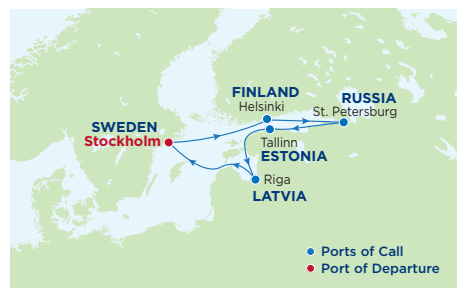 FINLAND
Helsinki
RUSSIA
St. Petersburg
SWEDEN
Stockholm
Tallinn
ESTONIA
Riga
LATVIA
Ports of Call
Port of Departure